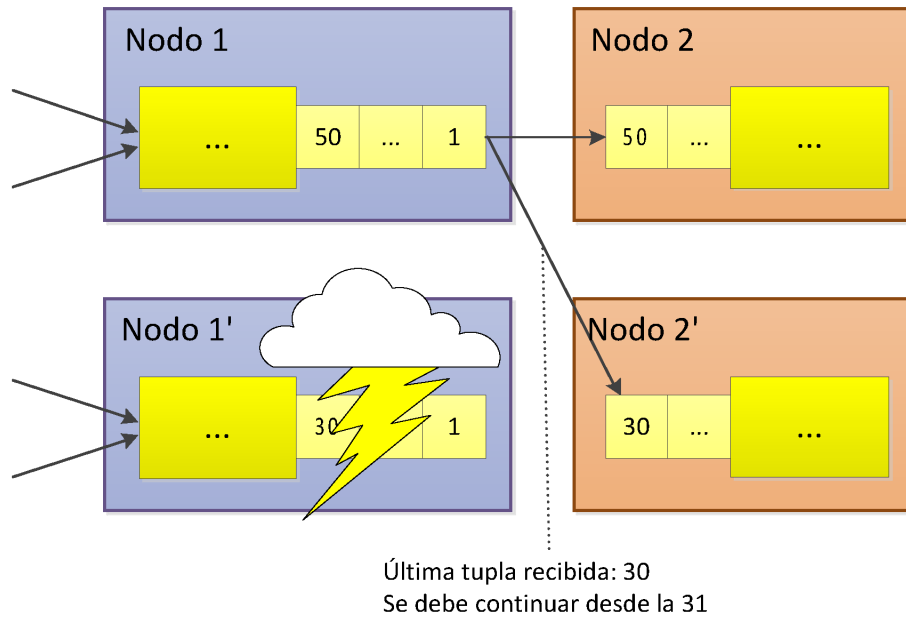 Nodo 1
...
50
...
1
Nodo 2
50
...
...
Nodo 1'
...
30
1
Nodo 2'
30
...
...
Última tupla recibida: 30
Se debe continuar desde la 31